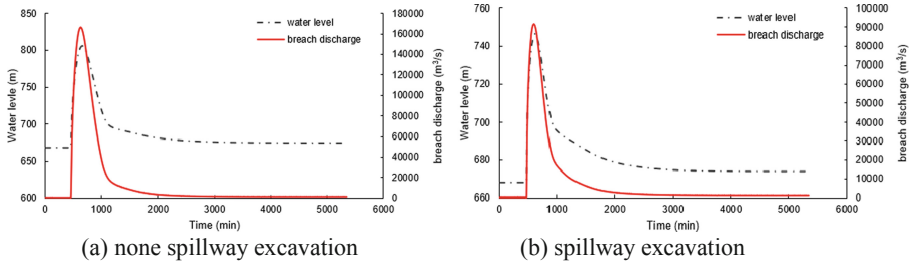 850
800
750
700
650
600
Water levle (m)
180000
160000
140000
120000
100000
80000
60000
40000
20000
0
breach discharge (m³/s)
water level
breach discharge
0 1000 2000 3000 4000 5000 6000
Time (min)
(a) none spillway excavation
760
740
720
700
680
660
Water levle (m)
100000
90000
80000
70000
60000
50000
40000
30000
20000
10000
0
breach discharge (m³/s)
water level
breach discharge
0 1000 2000 3000 4000 5000 6000
Time (min)
(b) spillway excavation